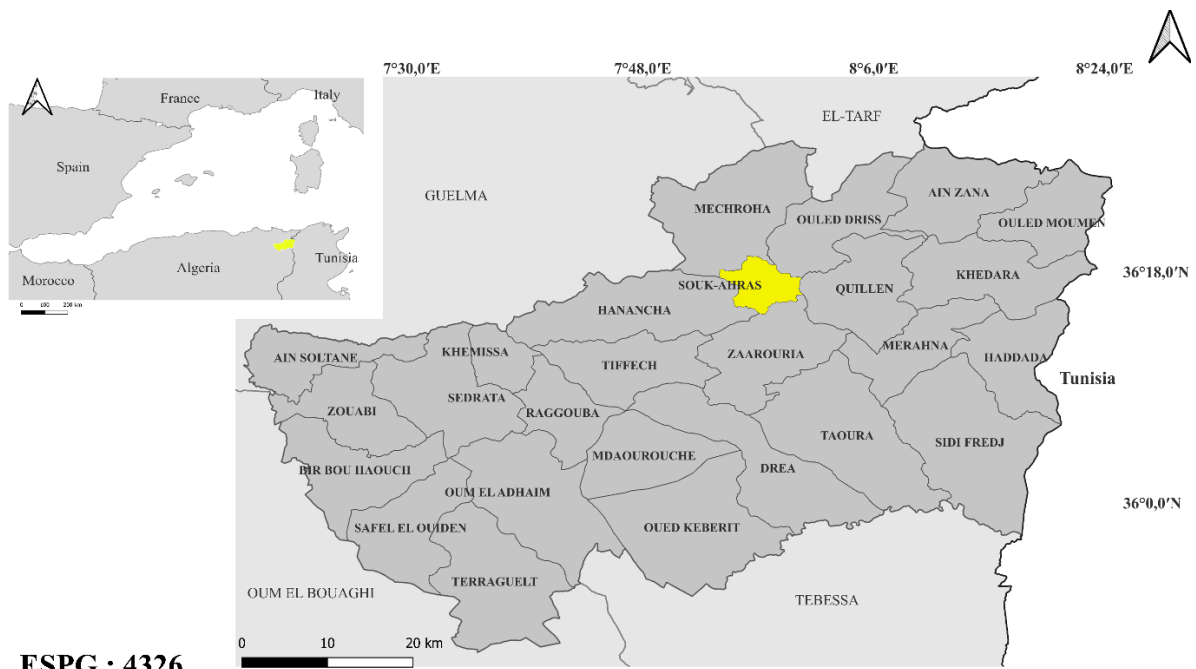 7°30,0′E 7°48,0′E 8°6,0′E 8°24,0′E
France
Italy
Spain
Morocco
Algeria
Tunisia
0 100 200 km
EL-TARF
GUELMA
MECHROHA
AIN ZANA
OULED DRISS
OULED MOUMEN
36°18,0′N
KHEDARA
SOUK-AHRAS
QUILLEN
HANANCHA
MERAHNA
AIN SOLTANE
KHEMISSA
TIFFECH
ZAAROURIA
HADDADA
Tunisia
ZOUABI
SEDRATA
RAGGOUBA
TAOURA
SIDI FREDJ
BIR BOU HAOUCH
MDAOUROUCHE
DREA
OUM EL ADHAIM
36°0,0′N
SAFEL EL OUIDEN
OUED KEBERIT
TERRAGUELT
OUM EL BOUAGHI
TEBESSA
0 10 20 km
ESPG : 4326